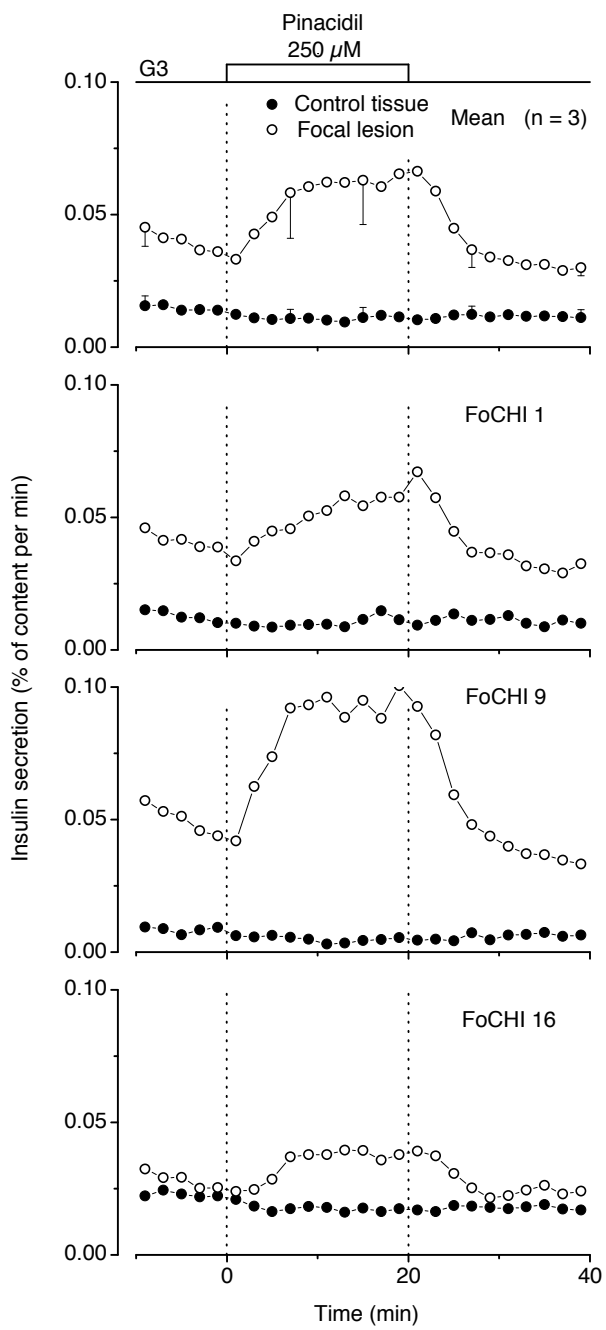 Pinacidil
250 µM
G3
0.10
● Control tissue
○ Focal lesion
Mean (n = 3)
0.05
0.00
0.10
FoCHI 1
0.05
0.00
0.10
FoCHI 9
0.05
0.00
0.10
FoCHI 16
0.05
0.00
0 20 40
Time (min)
Insulin secretion (% of content per min)